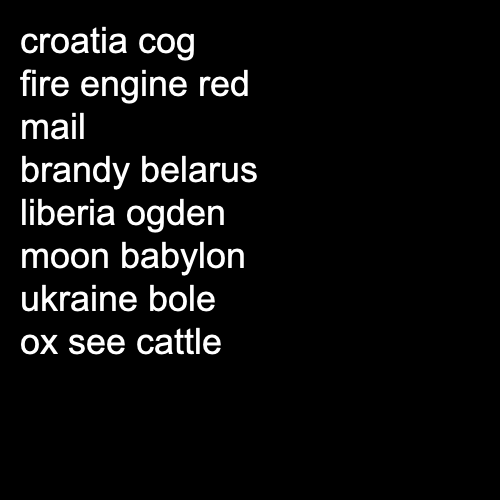 croatia cog
fire engine red
mail
brandy belarus
liberia ogden
moon babylon
ukraine bole
ox see cattle